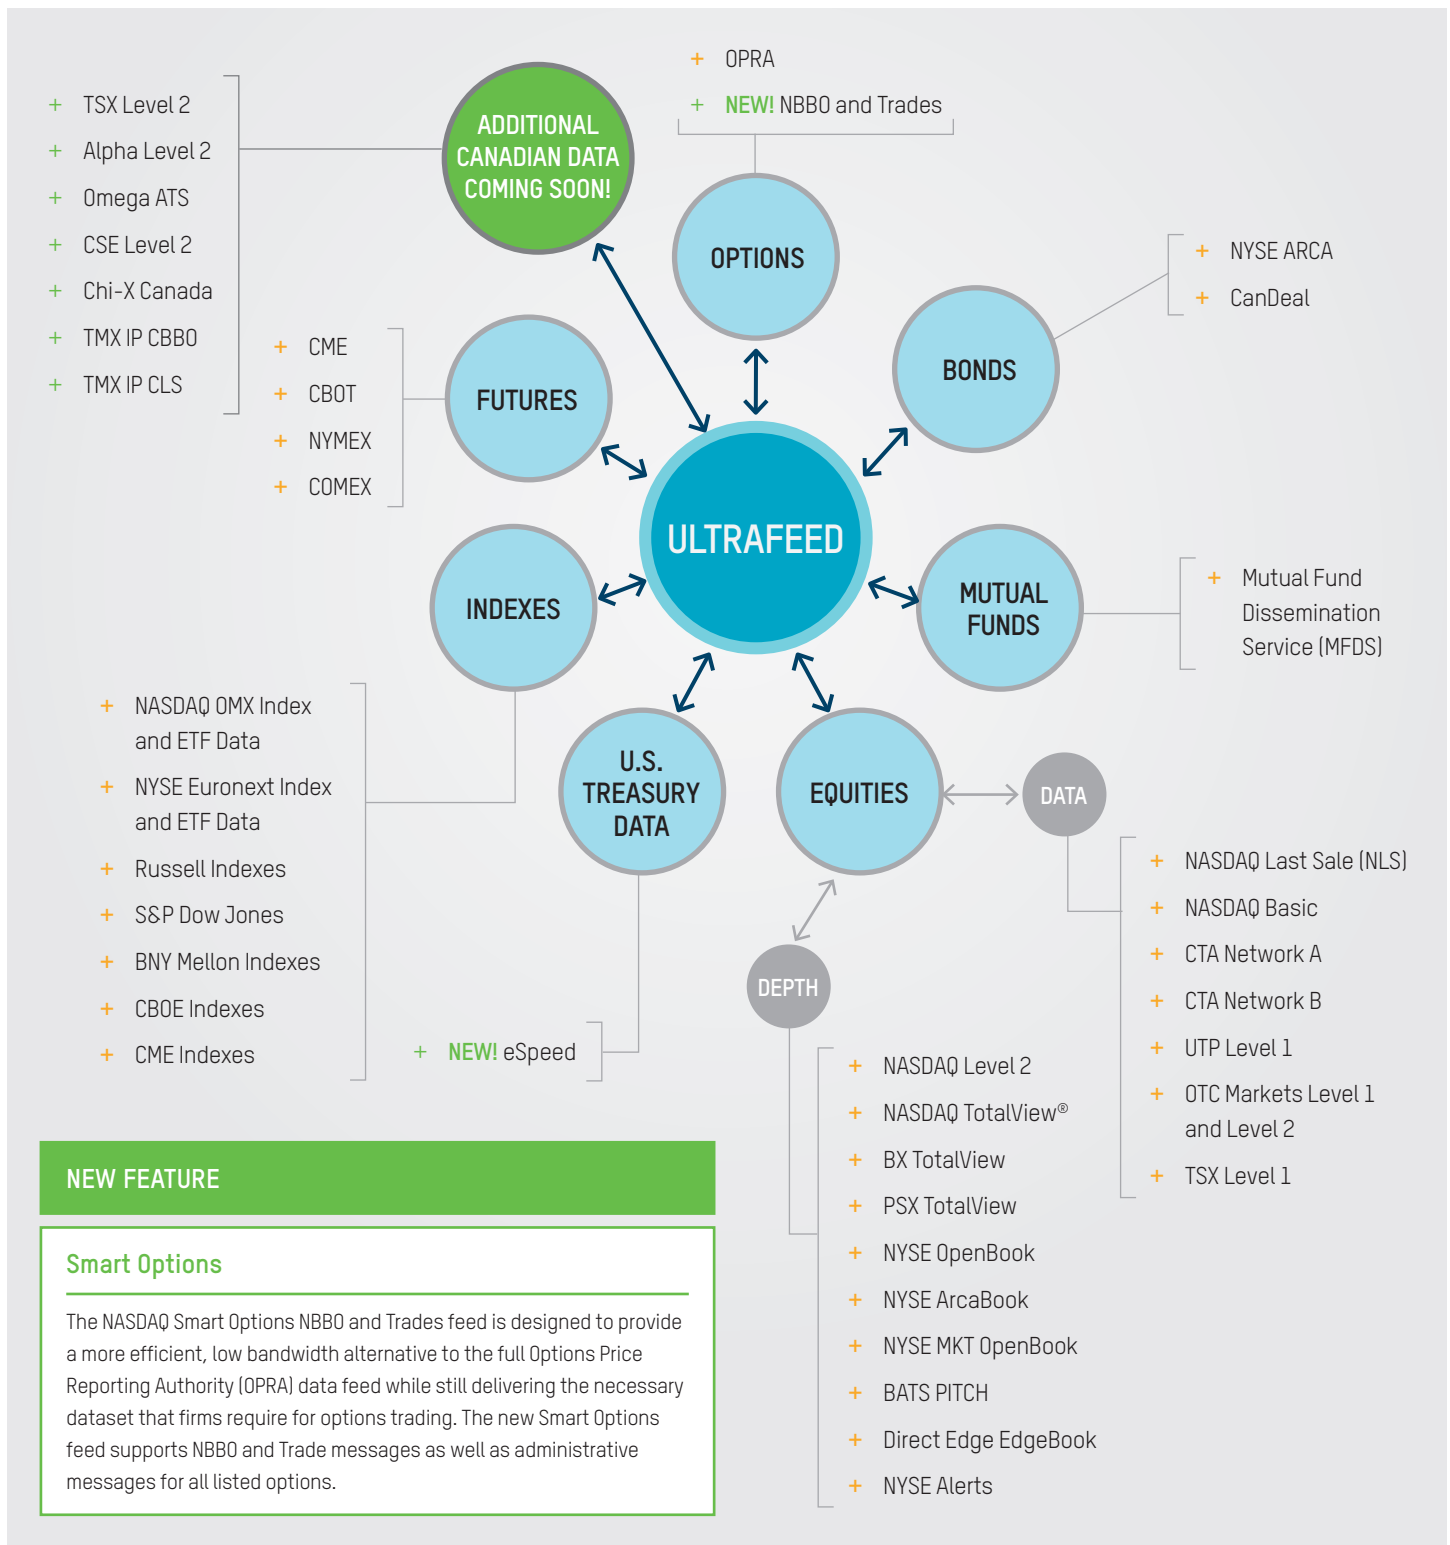 + TSX Level 2
+ Alpha Level 2
+ Omega ATS
+ CSE Level 2
+ Chi-X Canada
+ TMX IP CBBO
+ TMX IP CLS
ADDITIONAL
CANADIAN DATA
COMING SOON!
+ OPRA
+ NEW! NBBO and Trades
OPTIONS
+ NYSE ARCA
+ CanDeal
BONDS
+ CME
+ CBOT
+ NYMEX
+ COMEX
FUTURES
ULTRAFEED
INDEXES
MUTUAL
FUNDS
+ Mutual Fund
Dissemination
Service (MFDS)
+ NASDAQ OMX Index
and ETF Data
+ NYSE Euronext Index
and ETF Data
+ Russell Indexes
+ S&P Dow Jones
+ BNY Mellon Indexes
+ CBOE Indexes
+ CME Indexes
U.S.
TREASURY
DATA
+ NEW! eSpeed
EQUITIES
DATA
+ NASDAQ Last Sale (NLS)
+ NASDAQ Basic
+ CTA Network A
+ CTA Network B
+ UTP Level 1
+ OTC Markets Level 1
and Level 2
+ TSX Level 1
DEPTH
+ NASDAQ Level 2
+ NASDAQ TotalView®
+ BX TotalView
+ PSX TotalView
+ NYSE OpenBook
+ NYSE ArcaBook
+ NYSE MKT OpenBook
+ BATS PITCH
+ Direct Edge EdgeBook
+ NYSE Alerts
NEW FEATURE
Smart Options
The NASDAQ Smart Options NBBO and Trades feed is designed to provide
a more efficient, low bandwidth alternative to the full Options Price
Reporting Authority (OPRA) data feed while still delivering the necessary
dataset that firms require for options trading. The new Smart Options
feed supports NBBO and Trade messages as well as administrative
messages for all listed options.